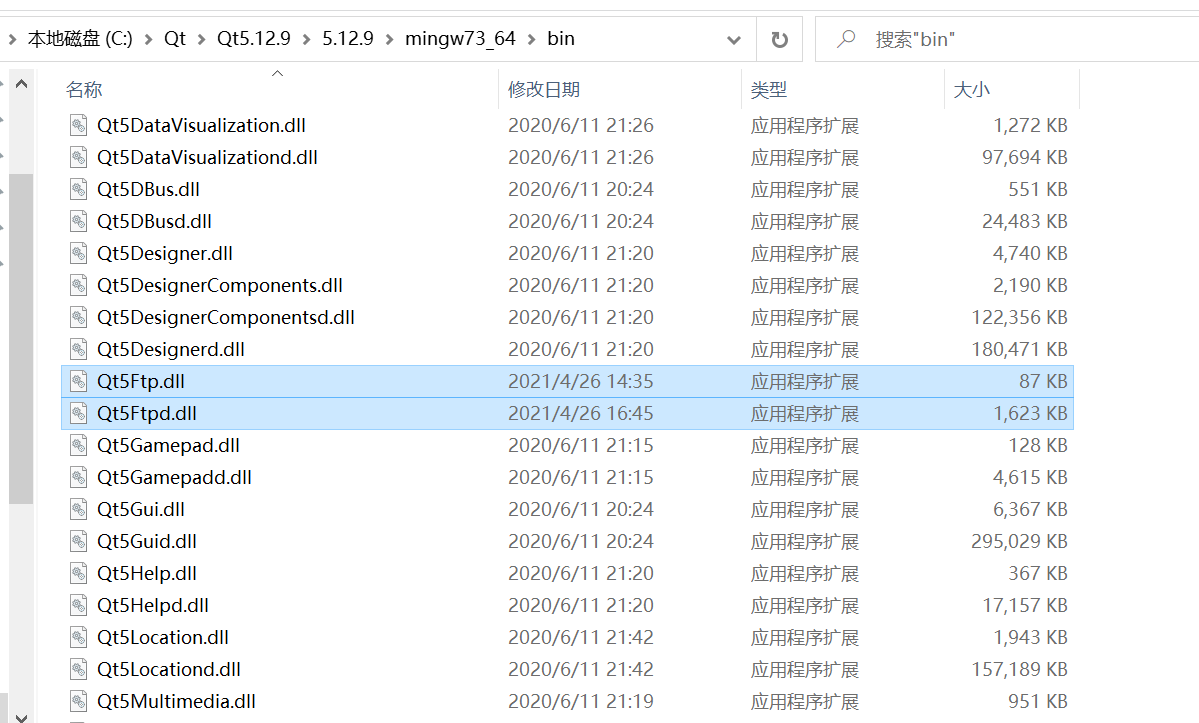 本地磁盘 (C:) > Qt > Qt5.12.9 > 5.12.9 > mingw73_64 > bin 搜索"bin"
名称 修改日期 类型 大小
Qt5DataVisualization.dll 2020/6/11 21:26 应用程序扩展 1,272 KB
Qt5DataVisualizationd.dll 2020/6/11 21:26 应用程序扩展 97,694 KB
Qt5DBus.dll 2020/6/11 20:24 应用程序扩展 551 KB
Qt5DBusd.dll 2020/6/11 20:24 应用程序扩展 24,483 KB
Qt5Designer.dll 2020/6/11 21:20 应用程序扩展 4,740 KB
Qt5DesignerComponents.dll 2020/6/11 21:20 应用程序扩展 2,190 KB
Qt5DesignerComponentsd.dll 2020/6/11 21:20 应用程序扩展 122,356 KB
Qt5Designerd.dll 2020/6/11 21:20 应用程序扩展 180,471 KB
Qt5Ftp.dll 2021/4/26 14:35 应用程序扩展 87 KB
Qt5Ftpd.dll 2021/4/26 16:45 应用程序扩展 1,623 KB
Qt5Gamepad.dll 2020/6/11 21:15 应用程序扩展 128 KB
Qt5Gamepadd.dll 2020/6/11 21:15 应用程序扩展 4,615 KB
Qt5Gui.dll 2020/6/11 20:24 应用程序扩展 6,367 KB
Qt5Guid.dll 2020/6/11 20:24 应用程序扩展 295,029 KB
Qt5Help.dll 2020/6/11 21:20 应用程序扩展 367 KB
Qt5Helpd.dll 2020/6/11 21:20 应用程序扩展 17,157 KB
Qt5Location.dll 2020/6/11 21:42 应用程序扩展 1,943 KB
Qt5Locationd.dll 2020/6/11 21:42 应用程序扩展 157,189 KB
Qt5Multimedia.dll 2020/6/11 21:19 应用程序扩展 951 KB